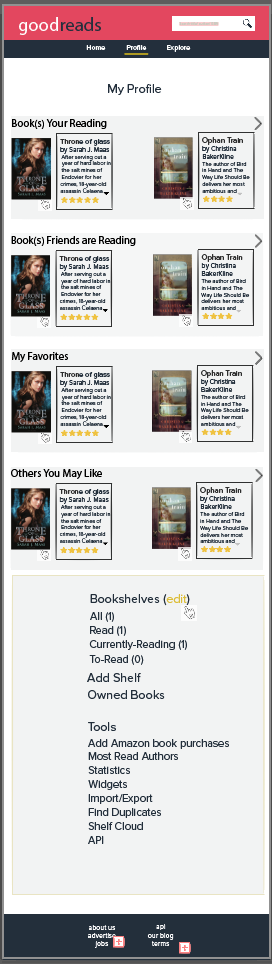 goodreads
Home Profile Explore
My Profile
Book(s) Your Reading
Throne of glass
by Sarah J. Maas
After serving out a
year of hard labor in
the salt mines of
Endovier for her
crimes, 18-year-old
assassin Celaena
THRONE
OF
GLASS
SARAH J. MAAS
Ophan Train
by Christina
BakerKline
The author of Bird
in Hand and The
Way Life Should Be
delivers her most
ambitious and
Book(s) Friends are Reading
Throne of glass
by Sarah J. Maas
After serving out a
year of hard labor in
the salt mines of
Endovier for her
crimes, 18-year-old
assassin Celaena
THRONE
OF
GLASS
SARAH J. MAAS
Ophan Train
by Christina
BakerKline
The author of Bird
in Hand and The
Way Life Should Be
delivers her most
ambitious and
My Favorites
Throne of glass
by Sarah J. Maas
After serving out a
year of hard labor in
the salt mines of
Endovier for her
crimes, 18-year-old
assassin Celaena
THRONE
OF
GLASS
SARAH J. MAAS
Ophan Train
by Christina
BakerKline
The author of Bird
in Hand and The
Way Life Should Be
delivers her most
ambitious and
Others You May Like
Throne of glass
by Sarah J. Maas
After serving out a
year of hard labor in
the salt mines of
Endovier for her
crimes, 18-year-old
assassin Celaena
THRONE
OF
GLASS
SARAH J. MAAS
Ophan Train
by Christina
BakerKline
The author of Bird
in Hand and The
Way Life Should Be
delivers her most
ambitious and
Bookshelves (edit)
All (1)
Read (1)
Currently-Reading (1)
To-Read (0)
Add Shelf
Owned Books
Tools
Add Amazon book purchases
Most Read Authors
Statistics
Widgets
Import/Export
Find Duplicates
Shelf Cloud
API
about us
advertise
jobs
api
our blog
terms